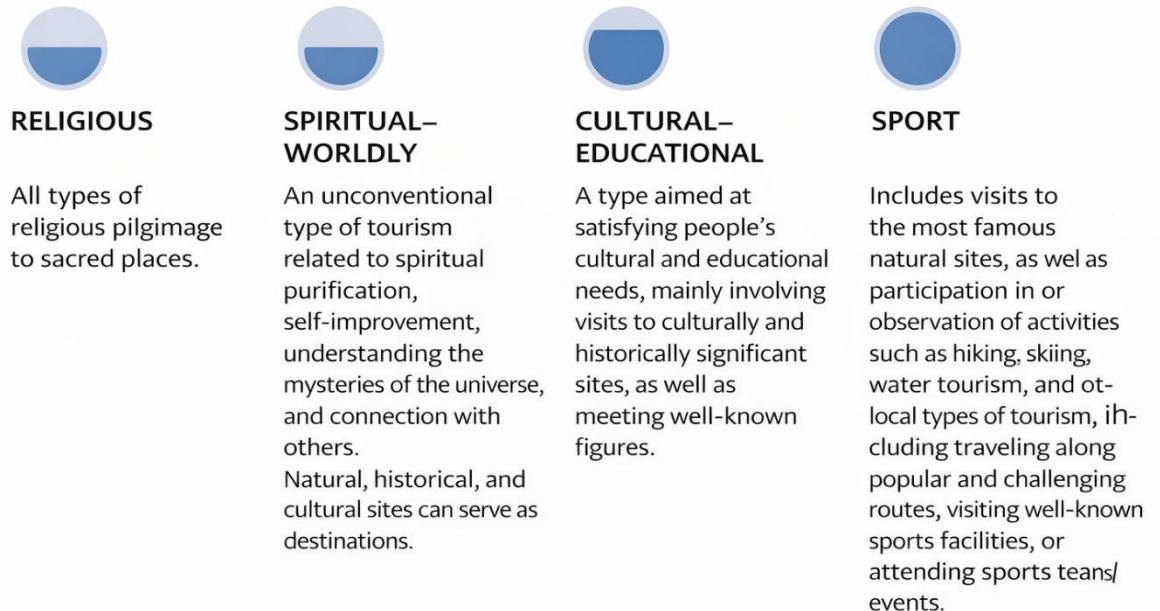 RELIGIOUS
All types of
religious pilgrimage
to sacred places.
SPIRITUAL–
WORLDLY
An unconventional
type of tourism
related to spiritual
purification,
self-improvement,
understanding the
mysteries of the universe,
and connection with
others.
Natural, historical, and
cultural sites can serve as
destinations.
CULTURAL–
EDUCATIONAL
A type aimed at
satisfying people’s
cultural and educational
needs, mainly involving
visits to culturally and
historically significant
sites, as well as
meeting well-known
figures.
SPORT
Includes visits to
the most famous
natural sites, as wel as
participation in or
observation of activities
such as hiking, skiing,
water tourism, and ot-
local types of tourism, ih-
cluding traveling along
popular and challenging
routes, visiting well-known
sports facilities, or
attending sports teans/
events.